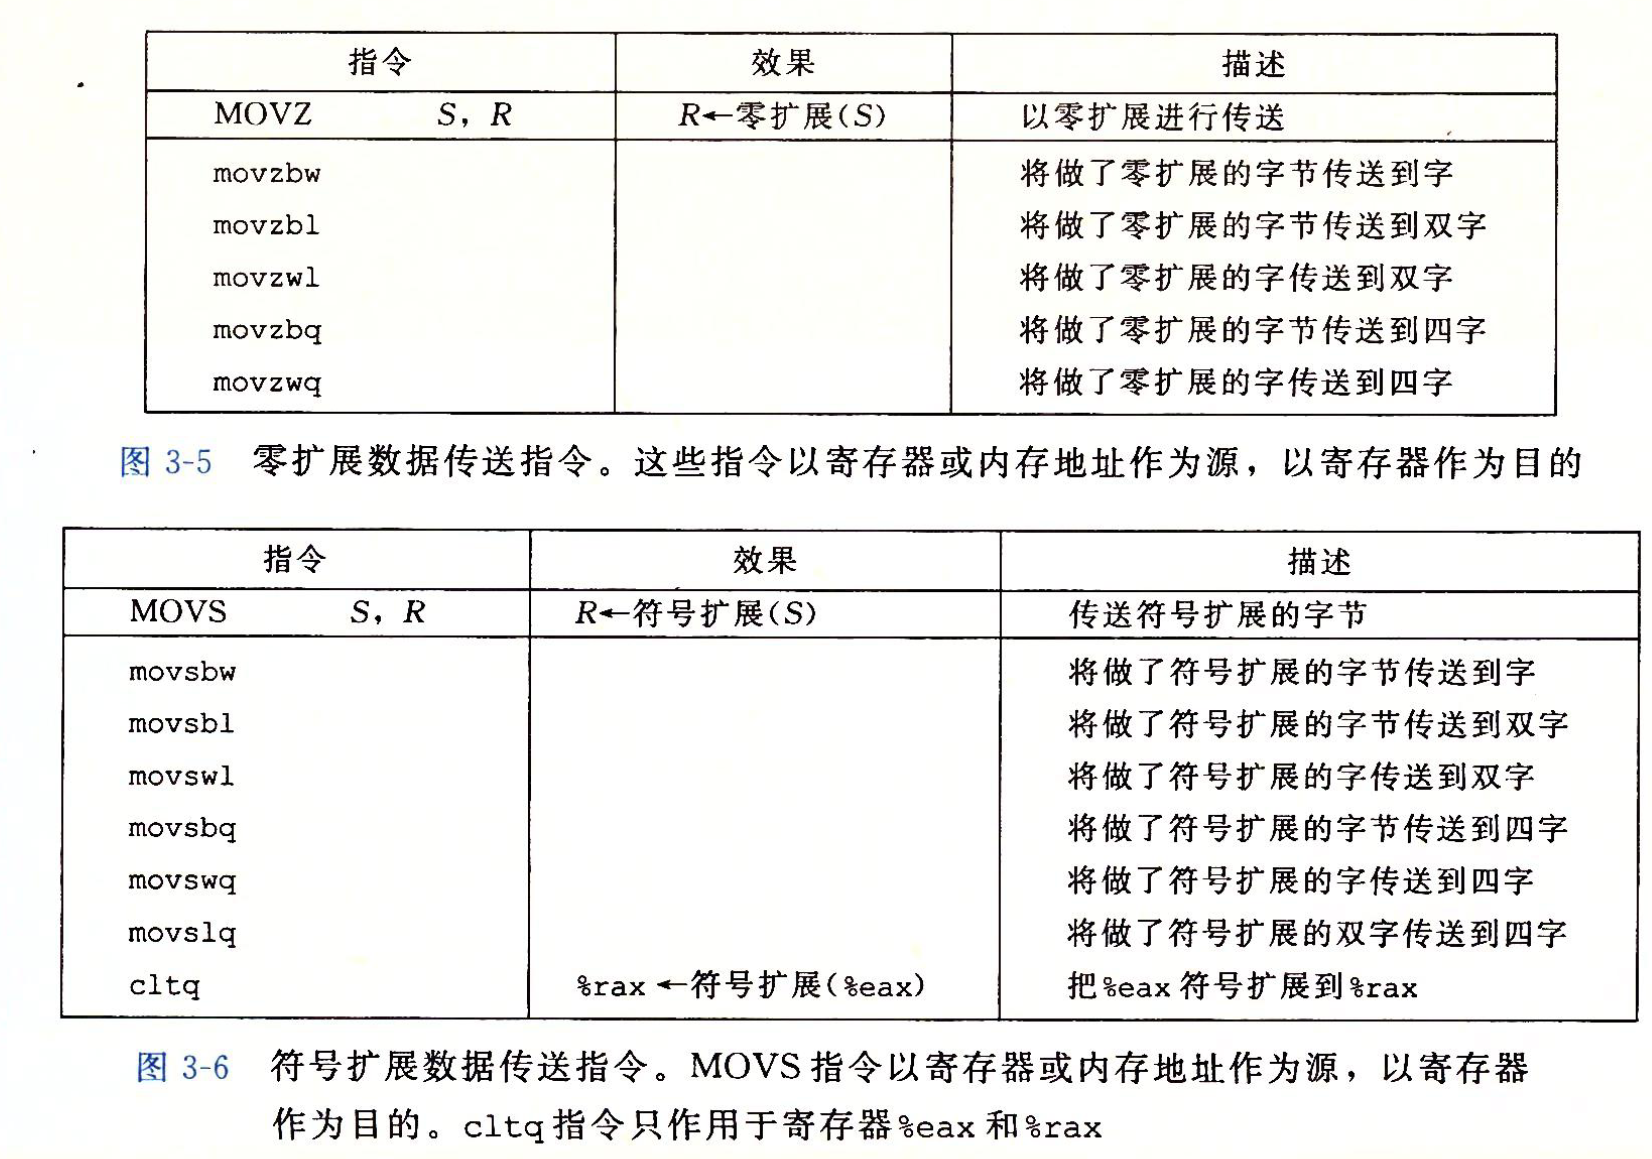 指令 效果 描述
MOVZ S, R R←零扩展(S) 以零扩展进行传送
movzbw 将做了零扩展的字节传送到字
movzbl 将做了零扩展的字节传送到双字
movzwl 将做了零扩展的字传送到双字
movzbq 将做了零扩展的字节传送到四字
movzwq 将做了零扩展的字传送到四字
图 3-5 零扩展数据传送指令。这些指令以寄存器或内存地址作为源，以寄存器作为目的
指令 效果 描述
MOVS S, R R←符号扩展(S) 传送符号扩展的字节
movsbw 将做了符号扩展的字节传送到字
movsbl 将做了符号扩展的字节传送到双字
movswl 将做了符号扩展的字传送到双字
movsbq 将做了符号扩展的字节传送到四字
movswq 将做了符号扩展的字传送到四字
movslq 将做了符号扩展的双字传送到四字
cltq %rax←符号扩展(%eax) 把%eax符号扩展到%rax
图 3-6 符号扩展数据传送指令。MOVS指令以寄存器或内存地址作为源，以寄存器
作为目的。cltq指令只作用于寄存器%eax和%rax